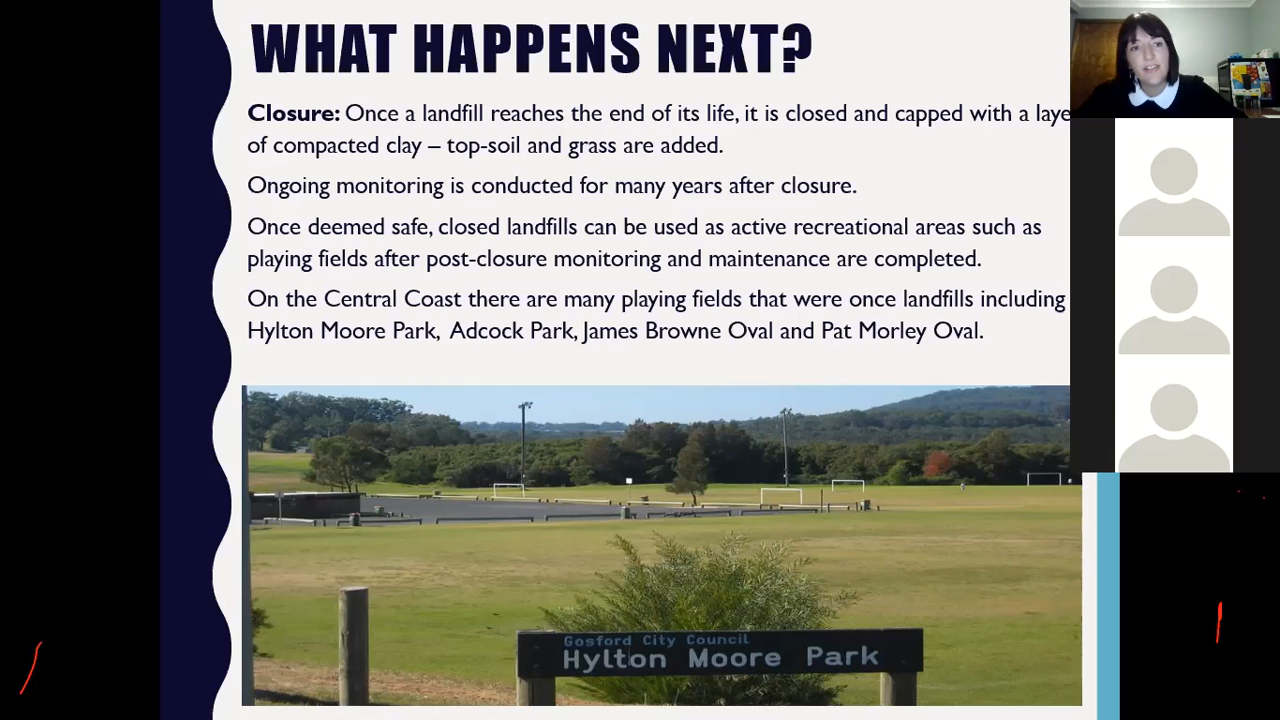 WHAT HAPPENS NEXT?
Closure: Once a landfill reaches the end of its life, it is closed and capped with a laye
of compacted clay – top-soil and grass are added.
Ongoing monitoring is conducted for many years after closure.
Once deemed safe, closed landfills can be used as active recreational areas such as
playing fields after post-closure monitoring and maintenance are completed.
On the Central Coast there are many playing fields that were once landfills including
Hylton Moore Park, Adcock Park, James Browne Oval and Pat Morley Oval.
Gosford City Council
Hylton Moore Park